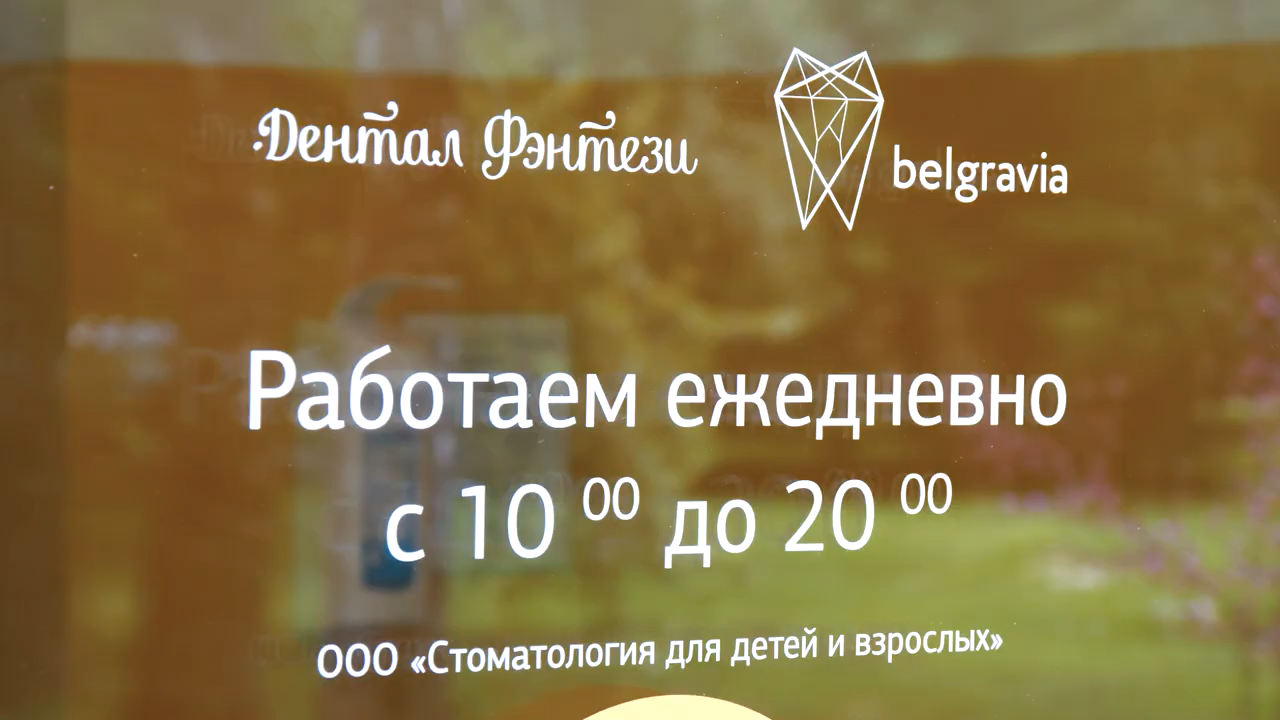 Дентал Фэнтези belgravia
Работаем ежедневно
с 10 00 до 20 00
ООО «Стоматология для детей и взрослых»